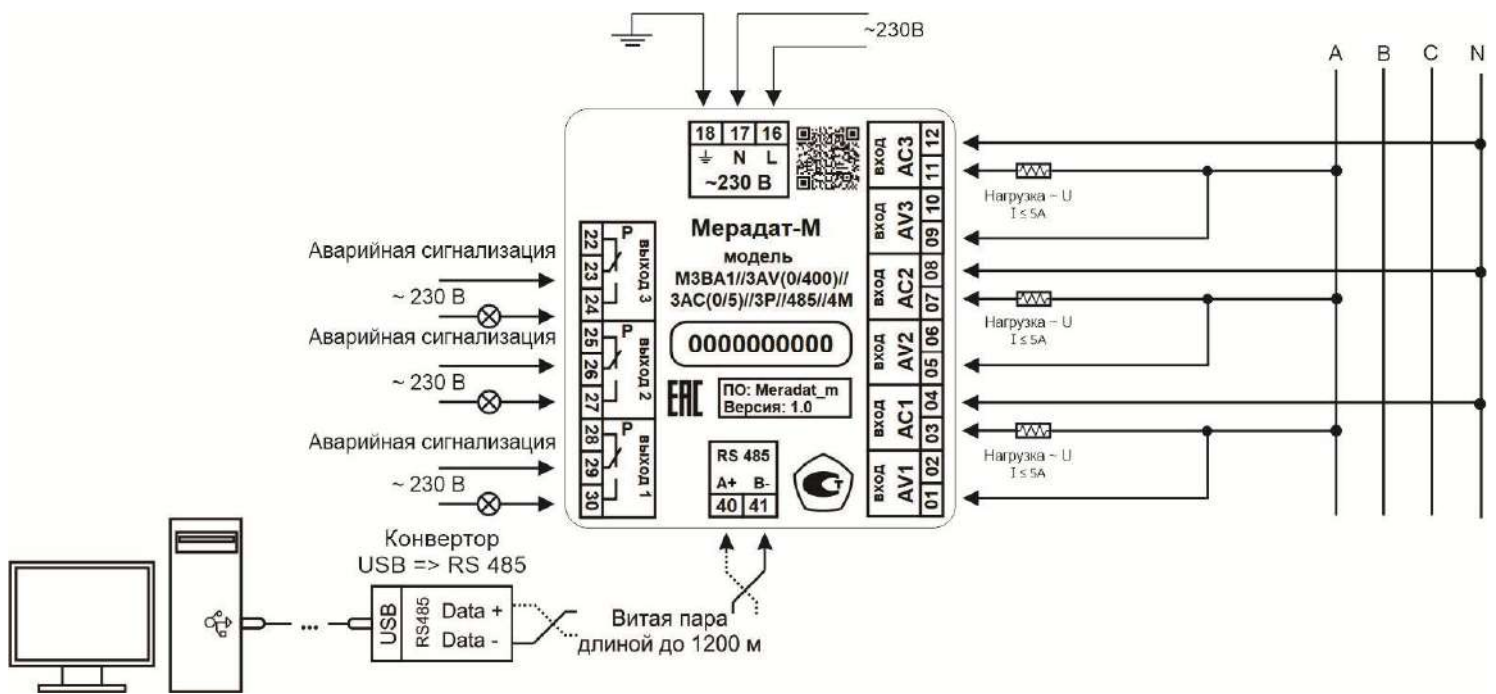 ~230В
A B C N
18 17 16
N L
~230 В
вход AC3 12 11
вход AV3 10 09
вход AC2 08 07
вход AV2 06 05
вход AC1 04 03
вход AV1 02 01
Нагрузка ~ U
I ≤ 5A
Нагрузка ~ U
I ≤ 5A
Нагрузка ~ U
I ≤ 5A
Мерадат-М
модель
М3ВА1//3AV(0/400)//
3AC(0/5)//3P//485//4M
0000000000
EAC
ПО: Meradat_m
Версия: 1.0
RS 485
A+ B-
40 41
Ст
22 23 24 P выход 3
25 26 27 P выход 2
28 29 30 P выход 1
Аварийная сигнализация
~ 230 В
Аварийная сигнализация
~ 230 В
Аварийная сигнализация
~ 230 В
Конвертор
USB => RS 485
USB
RS485
Data +
Data -
...
Витая пара
длиной до 1200 м